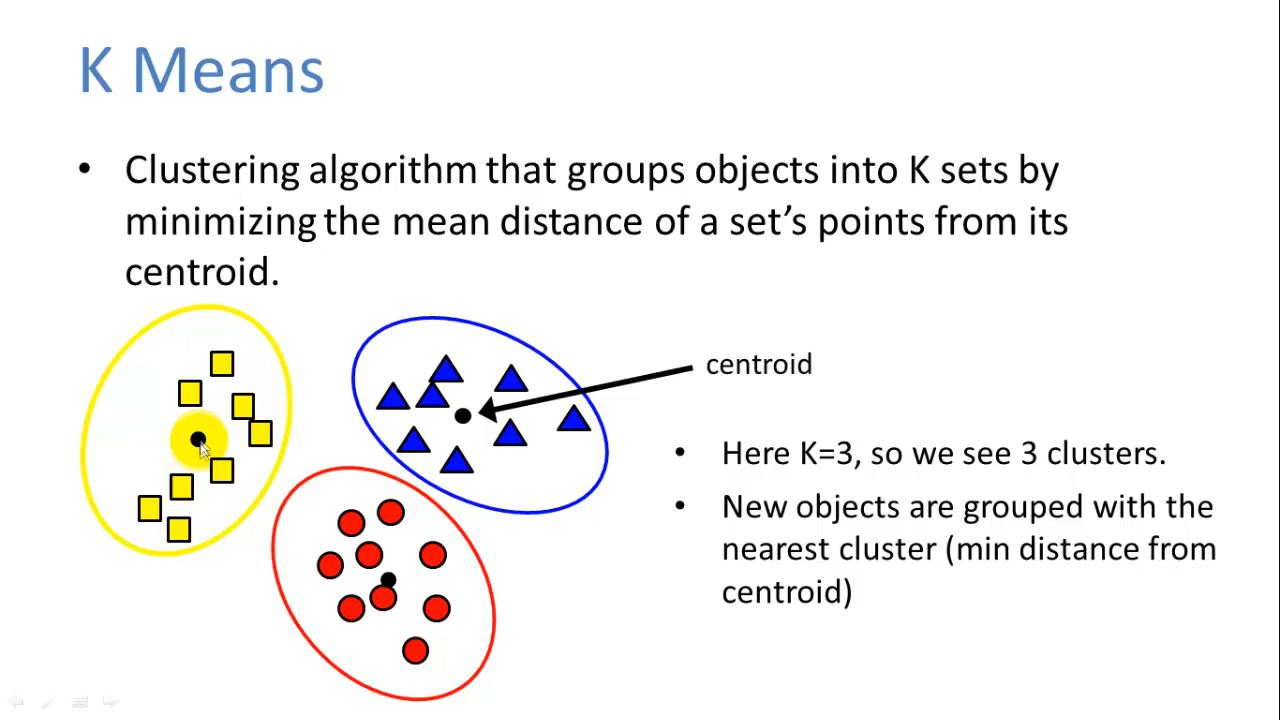 K Means
• Clustering algorithm that groups objects into K sets by
minimizing the mean distance of a set’s points from its
centroid.
centroid
• Here K=3, so we see 3 clusters.
• New objects are grouped with the
nearest cluster (min distance from
centroid)